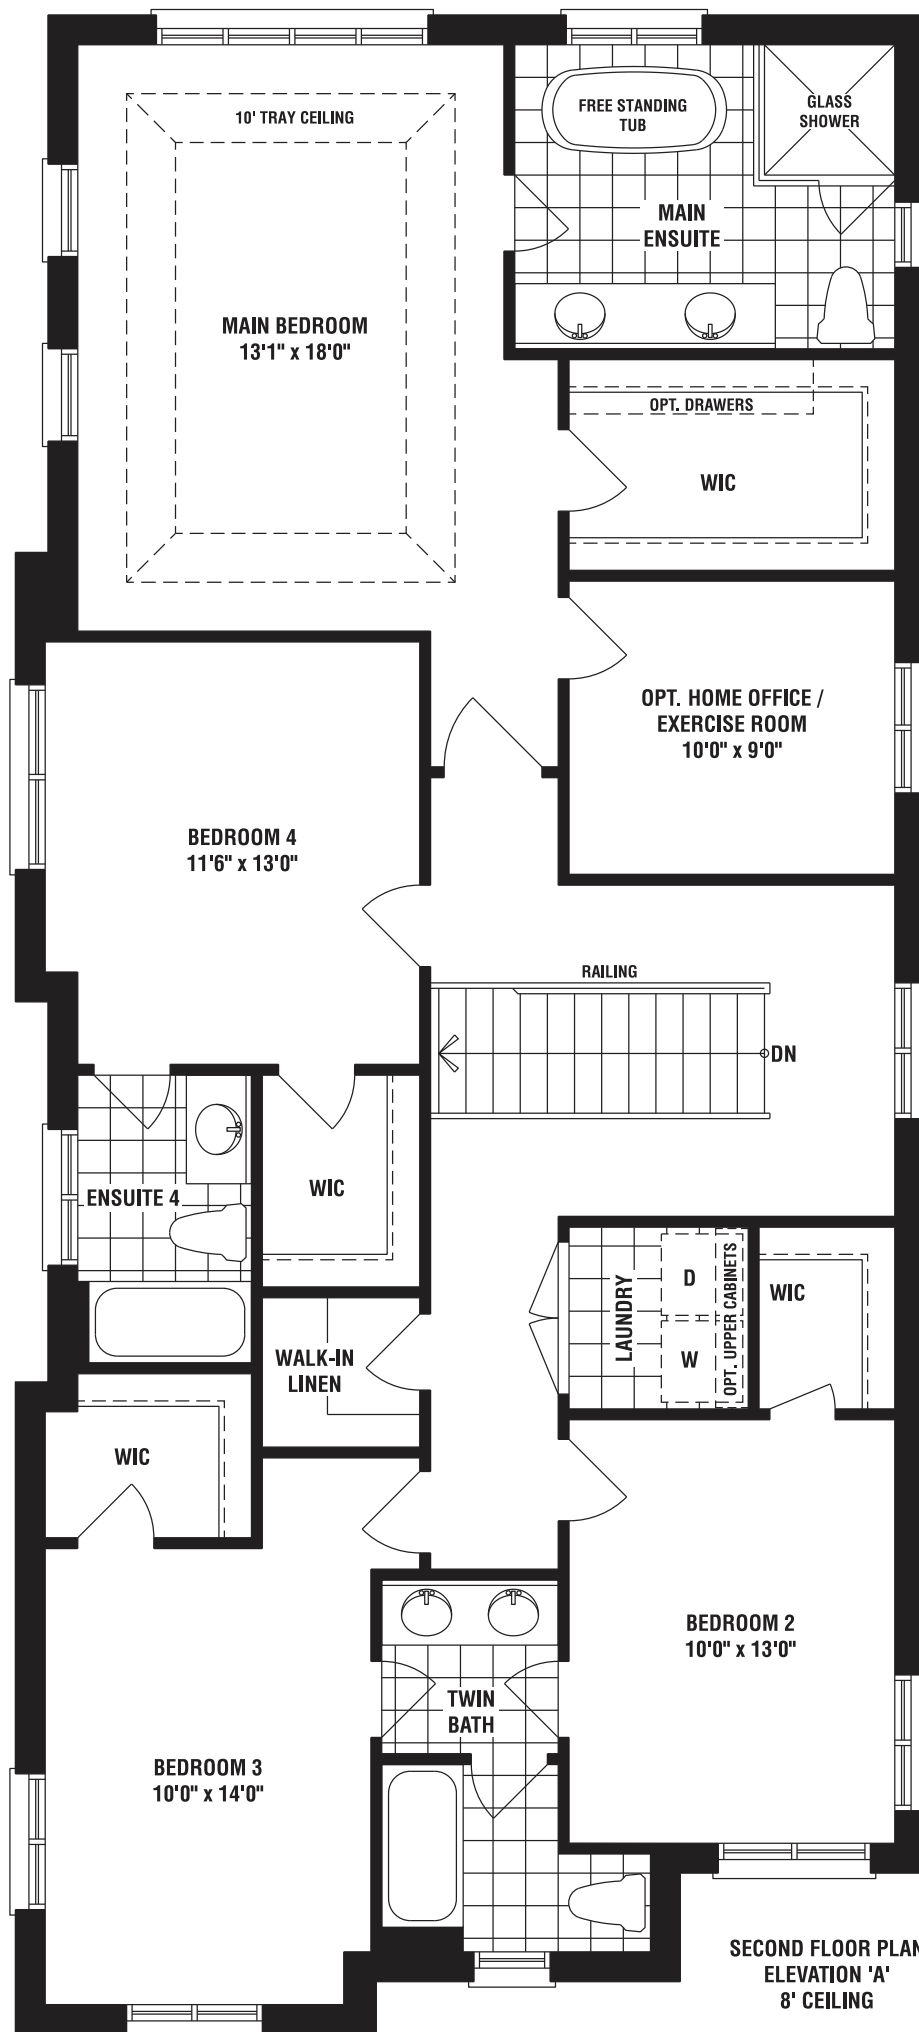 10' TRAY CEILING
FREE STANDING
TUB
GLASS
SHOWER
MAIN
ENSUITE
MAIN BEDROOM
13'1" x 18'0"
OPT. DRAWERS
WIC
OPT. HOME OFFICE /
EXERCISE ROOM
10'0" x 9'0"
BEDROOM 4
11'6" x 13'0"
RAILING
DN
ENSUITE 4
WIC
LAUNDRY
D
W
OPT. UPPER CABINETS
WIC
WALK-IN
LINEN
WIC
BEDROOM 2
10'0" x 13'0"
TWIN
BATH
BEDROOM 3
10'0" x 14'0"
SECOND FLOOR PLAN
ELEVATION 'A'
8' CEILING